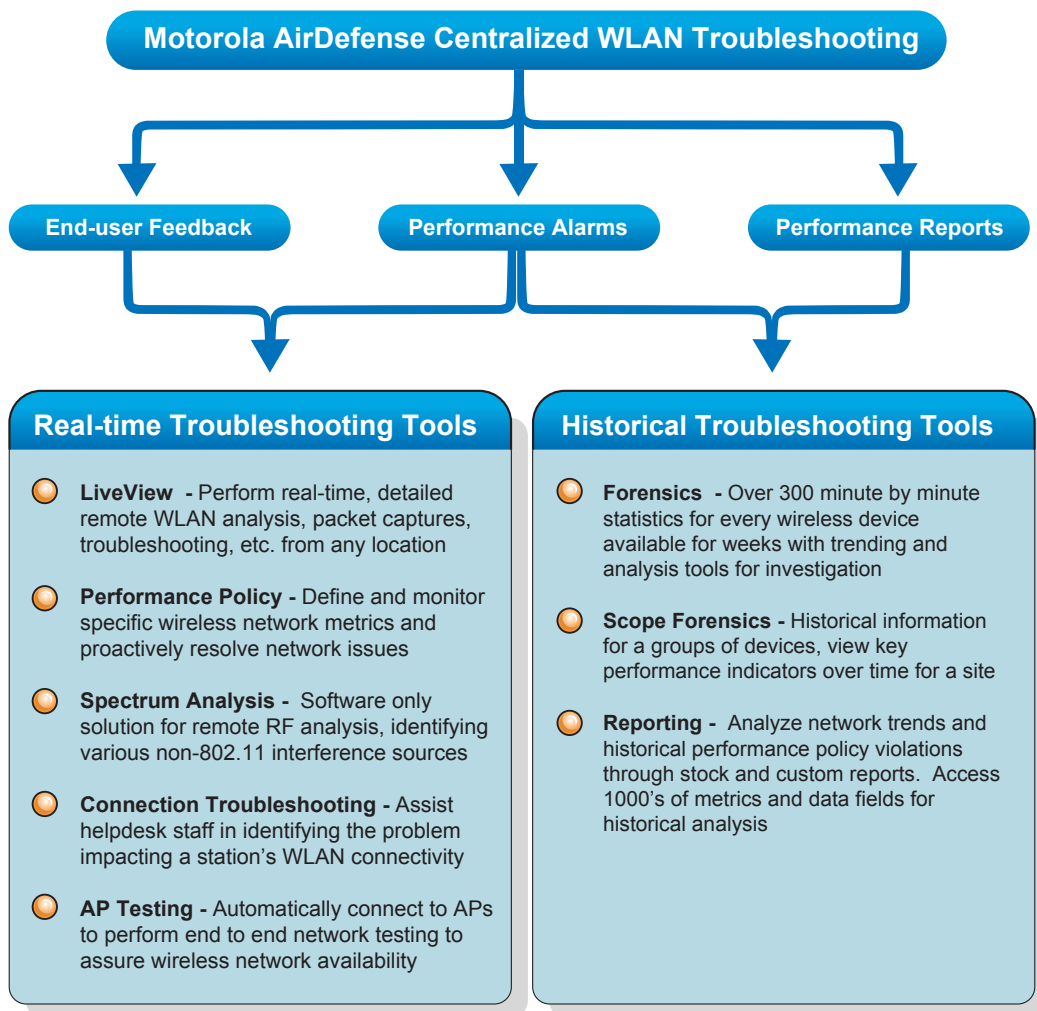 Motorola AirDefense Centralized WLAN Troubleshooting
End-user Feedback
Performance Alarms
Performance Reports
Real-time Troubleshooting Tools
LiveView - Perform real-time, detailed
remote WLAN analysis, packet captures,
troubleshooting, etc. from any location
Performance Policy - Define and monitor
specific wireless network metrics and
proactively resolve network issues
Spectrum Analysis - Software only
solution for remote RF analysis, identifying
various non-802.11 interference sources
Connection Troubleshooting - Assist
helpdesk staff in identifying the problem
impacting a station's WLAN connectivity
AP Testing - Automatically connect to APs
to perform end to end network testing to
assure wireless network availability
Historical Troubleshooting Tools
Forensics - Over 300 minute by minute
statistics for every wireless device
available for weeks with trending and
analysis tools for investigation
Scope Forensics - Historical information
for a groups of devices, view key
performance indicators over time for a site
Reporting - Analyze network trends and
historical performance policy violations
through stock and custom reports. Access
1000's of metrics and data fields for
historical analysis